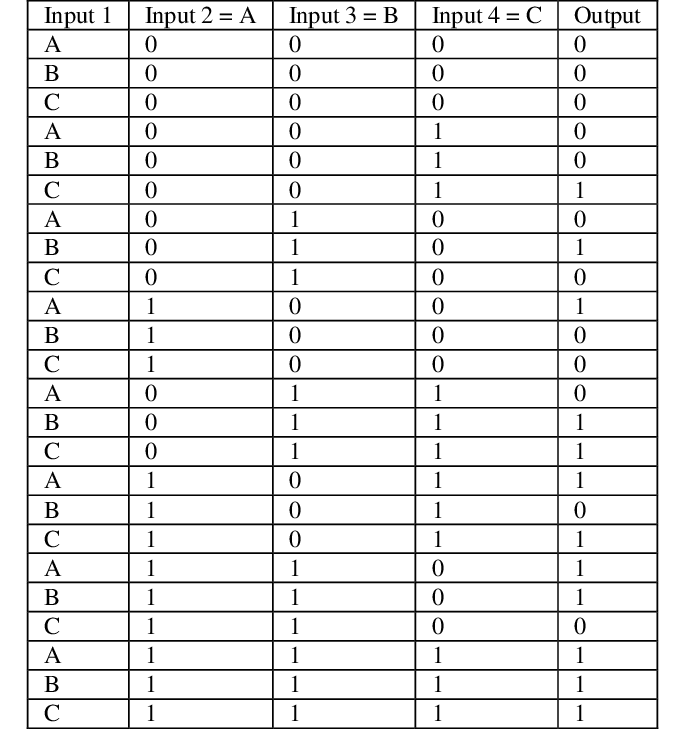 Input 1 Input 2 = A Input 3 = B Input 4 = C Output
A 0 0 0 0
B 0 0 0 0
C 0 0 0 0
A 0 0 1 0
B 0 0 1 0
C 0 0 1 1
A 0 1 0 0
B 0 1 0 1
C 0 1 0 0
A 1 0 0 1
B 1 0 0 0
C 1 0 0 0
A 0 1 1 0
B 0 1 1 1
C 0 1 1 1
A 1 0 1 1
B 1 0 1 0
C 1 0 1 1
A 1 1 0 1
B 1 1 0 1
C 1 1 0 0
A 1 1 1 1
B 1 1 1 1
C 1 1 1 1